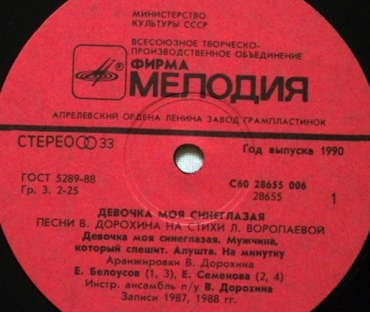 МИНИСТЕРСТВО
КУЛЬТУРЫ СССР
ВСЕСОЮЗНОЕ ТВОРЧЕСКО-
ПРОИЗВОДСТВЕННОЕ ОБЪЕДИНЕНИЕ
ФИРМА
МЕЛОДИЯ
АПРЕЛЕВСКИЙ ОРДЕНА ЛЕНИНА ЗАВОД ГРАМПЛАСТИНОК
СТЕРЕО 33
Год выпуска 1990
ГОСТ 5289-88
Гр. 3. 2-25
С60 28655 006
28655
1
ДЕВОЧКА МОЯ СИНЕГЛАЗАЯ
ПЕСНИ В. ДОРОХИНА НА СТИХИ Л. ВОРОПАЕВОЙ
Девочка моя синеглазая. Мужчина,
который спешит. Алушта. На минутку
Аранжировки В. Дорохина
Е. Белоусов (1, 3), Е. Семенова (2, 4)
Инстр. ансамбль п/у В. Дорохина
Записи 1987, 1988 гг.